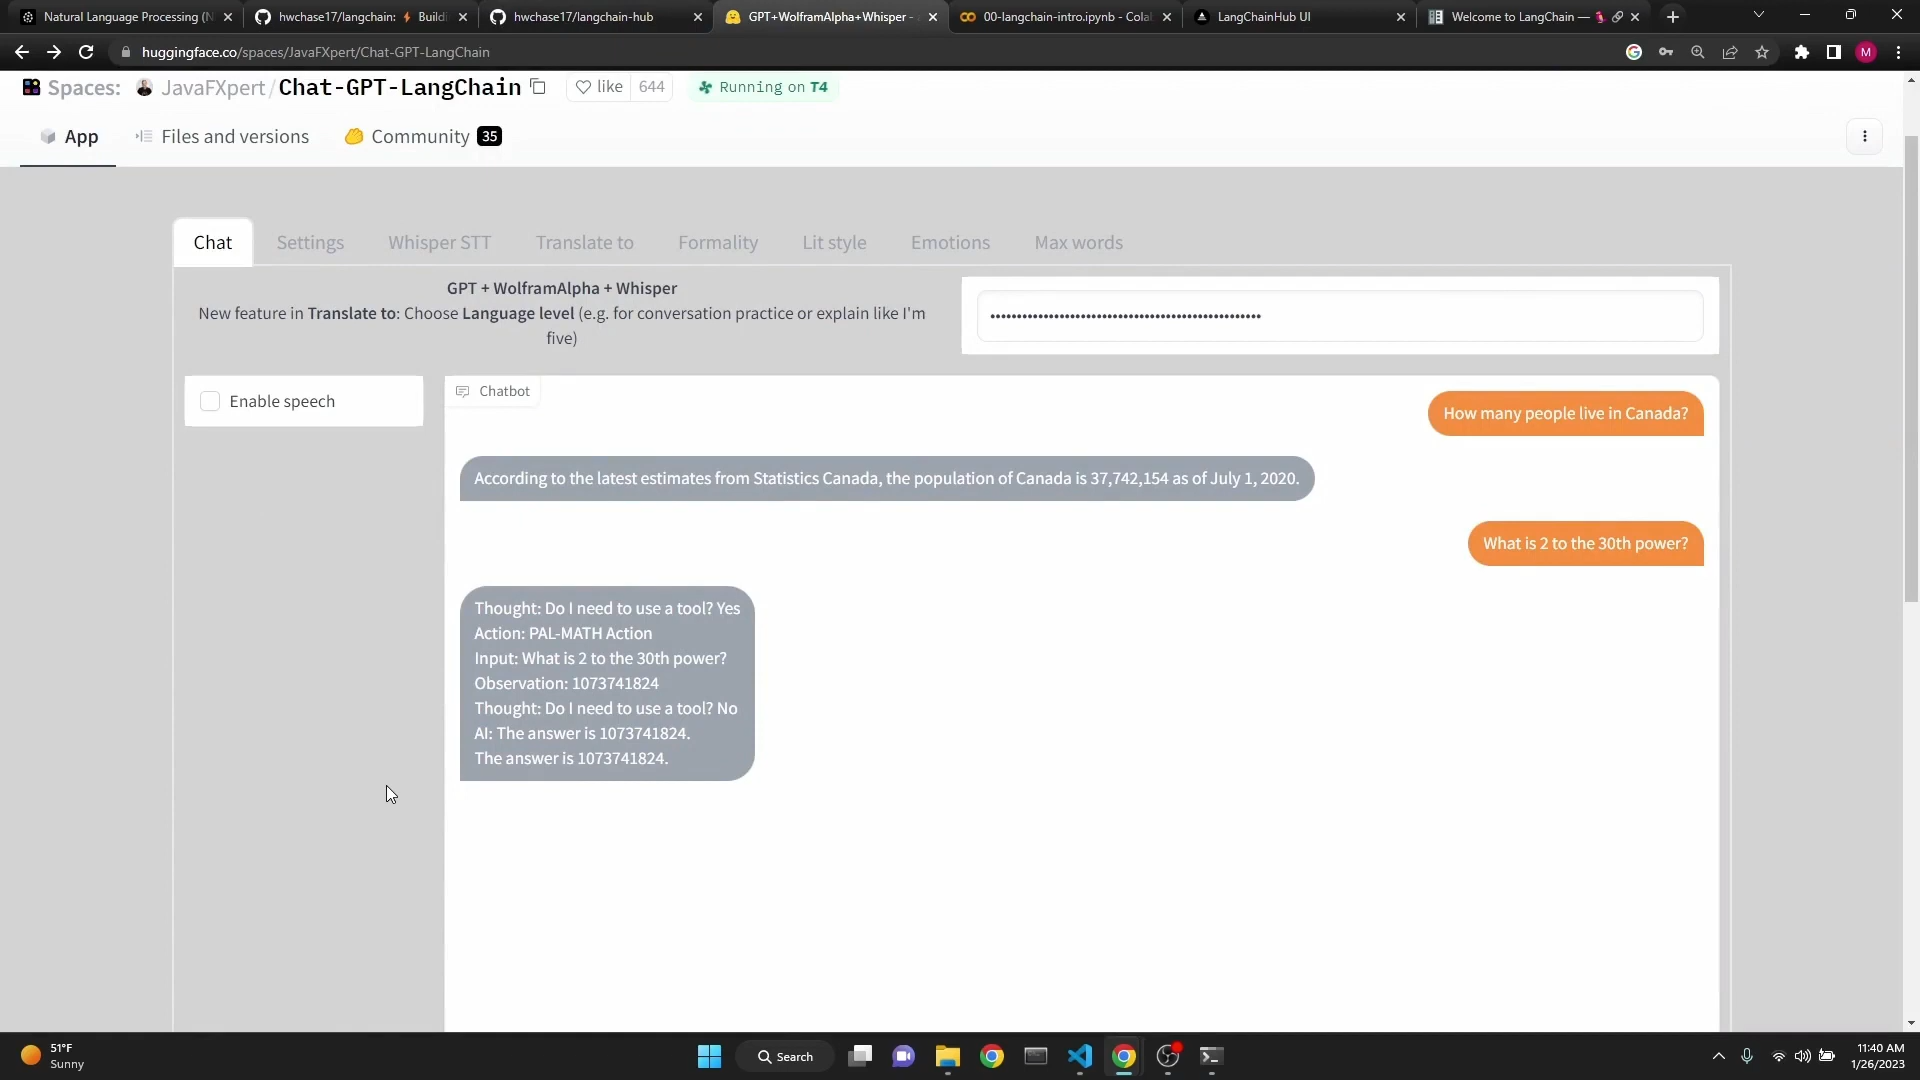 Natural Language Processing (N
hwchase17/langchain: ⚡ Buildi
hwchase17/langchain-hub
GPT+WolframAlpha+Whisper -
00-langchain-intro.ipynb - Colab
LangChainHub UI
Welcome to LangChain —
huggingface.co/spaces/JavaFXpert/Chat-GPT-LangChain
M
Spaces: JavaFXpert/Chat-GPT-LangChain
like 644
Running on T4
App
Files and versions
Community 35
Chat
Settings
Whisper STT
Translate to
Formality
Lit style
Emotions
Max words
GPT + WolframAlpha + Whisper
New feature in Translate to: Choose Language level (e.g. for conversation practice or explain like I'm
five)
Enable speech
Chatbot
How many people live in Canada?
According to the latest estimates from Statistics Canada, the population of Canada is 37,742,154 as of July 1, 2020.
What is 2 to the 30th power?
Thought: Do I need to use a tool? Yes
Action: PAL-MATH Action
Input: What is 2 to the 30th power?
Observation: 1073741824
Thought: Do I need to use a tool? No
AI: The answer is 1073741824.
The answer is 1073741824.
51°F
Sunny
Search
11:40 AM
1/26/2023